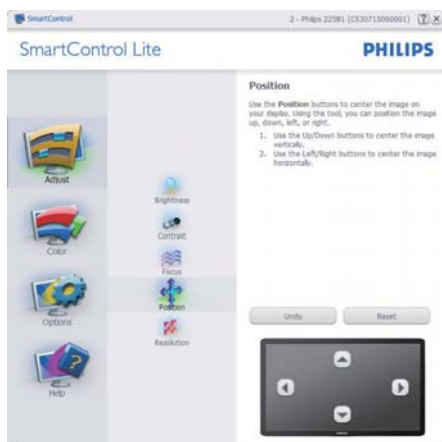 SmartControl
2 - Philips 225B1 (CS30715000001)
SmartControl Lite
PHILIPS
Adjust
Color
Options
Help
Brightness
Contrast
Focus
Position
Resolution
Position
Use the Position buttons to center the image on
your display. Using the tool, you can position the image
up, down, left, or right.
1. Use the Up/Down buttons to center the image
vertically.
2. Use the Left/Right buttons to center the image
horizontally.
Undo
Reset
PHILIPS